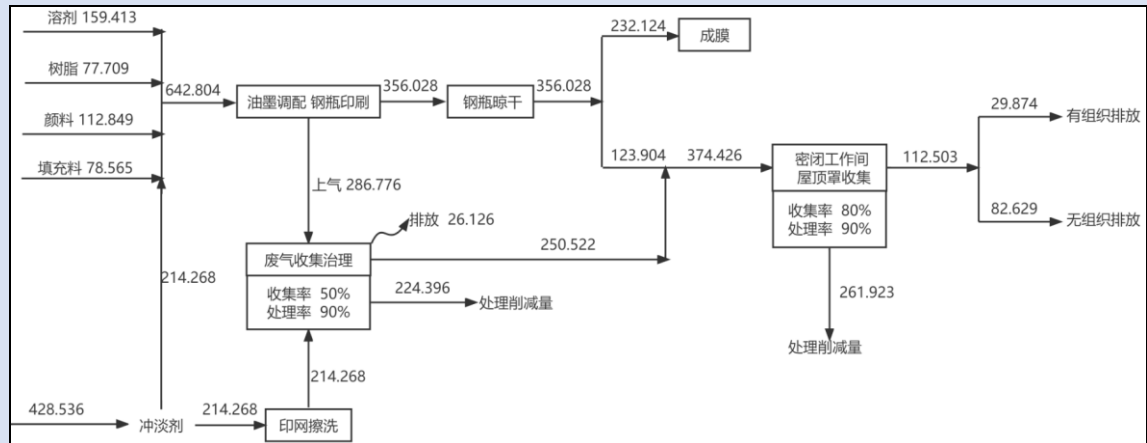 溶剂 159.413
树脂 77.709
颜料 112.849
填充料 78.565
642.804
油墨调配 钢瓶印刷
356.028
钢瓶晾干
356.028
232.124
成膜
123.904
374.426
密闭工作间
屋顶罩收集
收集率 80%
处理率 90%
112.503
29.874
有组织排放
82.629
无组织排放
261.923
处理削减量
上气 286.776
排放 26.126
废气收集治理
收集率 50%
处理率 90%
250.522
224.396
处理削减量
214.268
214.268
428.536
冲淡剂
214.268
印网擦洗